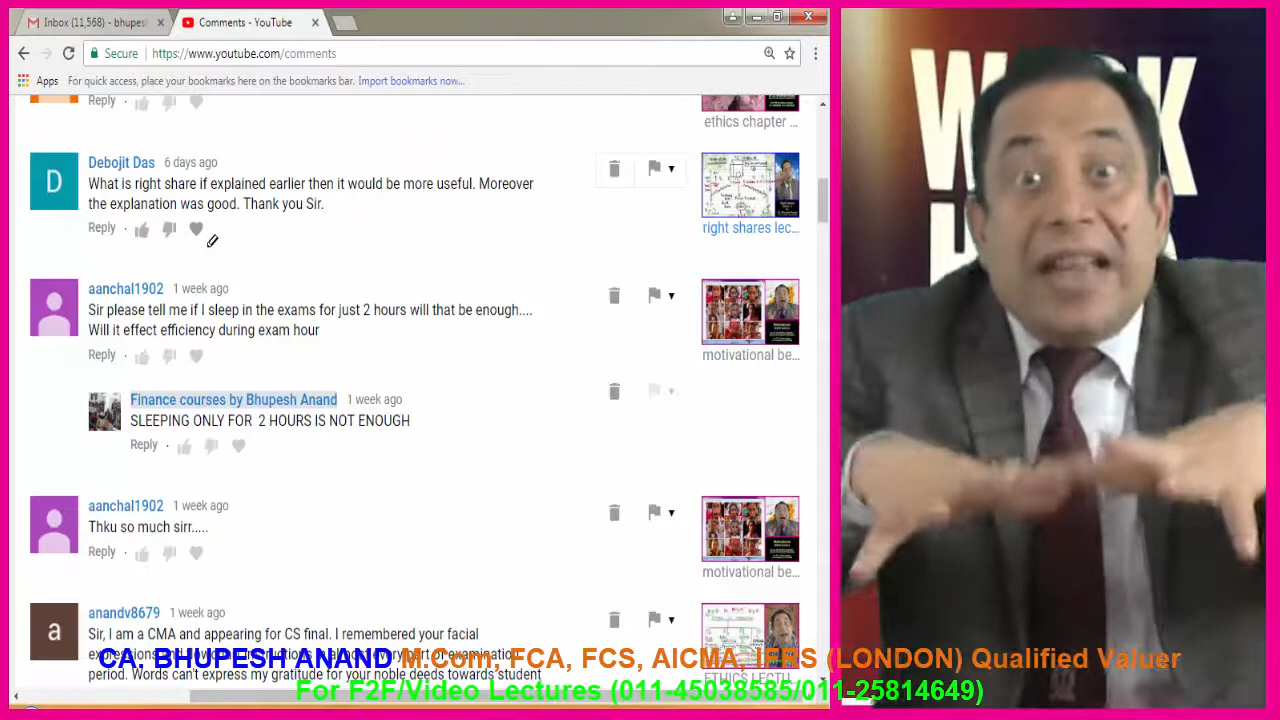 Inbox (11,568) - bhupesh
Comments - YouTube
Secure https://www.youtube.com/comments
Apps For quick access, place your bookmarks here on the bookmarks bar. Import bookmarks now...
Reply
ethics chapter ...
Debojit Das 6 days ago
What is right share if explained earlier then it would be more useful. Moreover
the explanation was good. Thank you Sir.
Reply
right shares lec...
aanchal1902 1 week ago
Sir please tell me if I sleep in the exams for just 2 hours will that be enough....
Will it effect efficiency during exam hour
Reply
motivational be...
Finance courses by Bhupesh Anand 1 week ago
SLEEPING ONLY FOR 2 HOURS IS NOT ENOUGH
Reply
aanchal1902 1 week ago
Thku so much sirr.....
Reply
motivational be...
anandv8679 1 week ago
Sir, I am a CMA and appearing for CS final. I remembered your facial
period. Words can't express my gratitude for your noble deeds towards student
WORK
CA. BHUPESH ANAND M.Com, FCA, FCS, AICMA, IFRS (LONDON) Qualified Valuer
For F2F/Video Lectures (011-45038585/011-25814649)